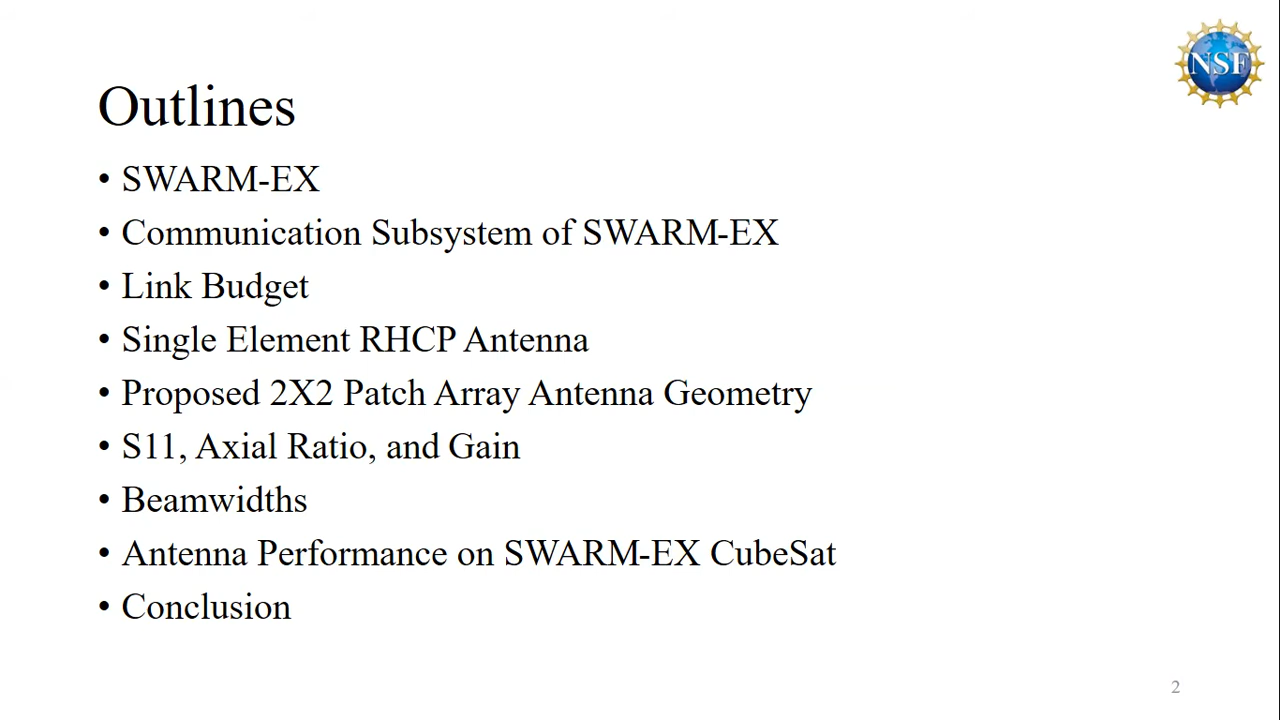 NSF
Outlines
• SWARM-EX
• Communication Subsystem of SWARM-EX
• Link Budget
• Single Element RHCP Antenna
• Proposed 2X2 Patch Array Antenna Geometry
• S11, Axial Ratio, and Gain
• Beamwidths
• Antenna Performance on SWARM-EX CubeSat
• Conclusion
2